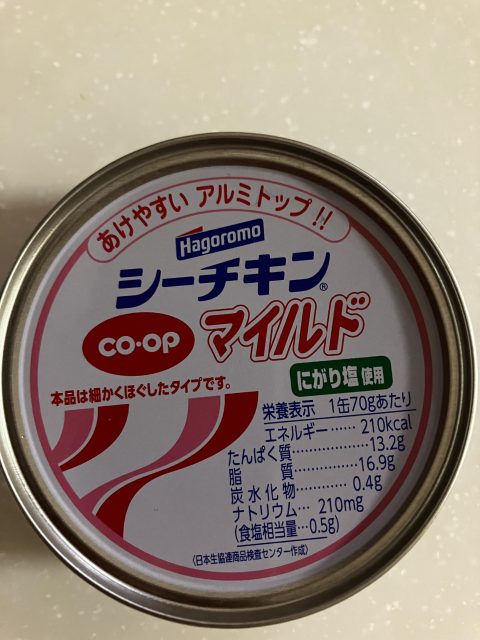 あけやすい アルミトップ!!
Hagoromo
シーチキン®
CO·OP マイルド
にがり塩 使用
本品は細かくほぐしたタイプです。
栄養表示 1缶70gあたり
エネルギー…… 210kcal
たんぱく質……………… 13.2g
脂質……………… 16.9g
炭水化物………… 0.4g
ナトリウム… 210mg
(食塩相当量…0.5g)
(日本生協連商品検査センター作成)